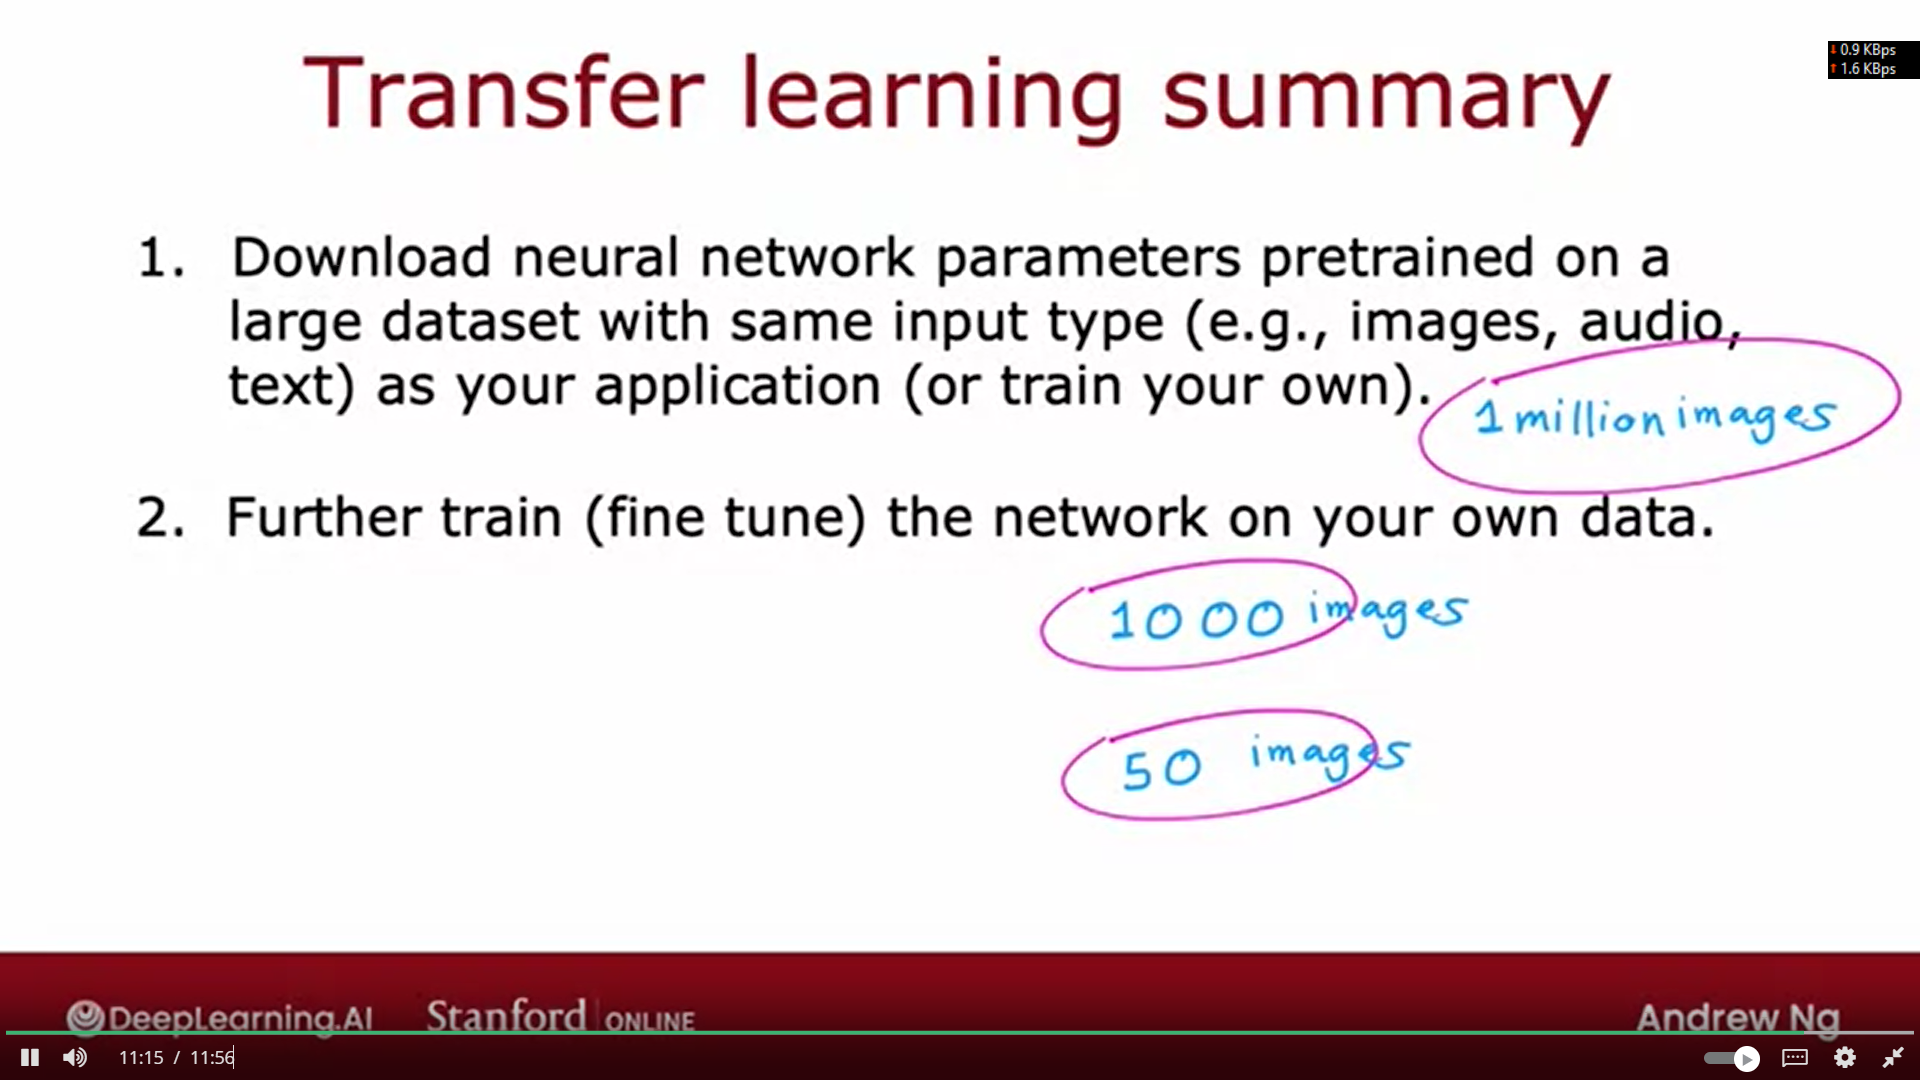 0.9 KBps
1.6 KBps
Transfer learning summary
1. Download neural network parameters pretrained on a
large dataset with same input type (e.g., images, audio,
text) as your application (or train your own).
1 million images
2. Further train (fine tune) the network on your own data.
1000 images
50 images
DeepLearning.AI Stanford | ONLINE Andrew Ng
11:15 / 11:56